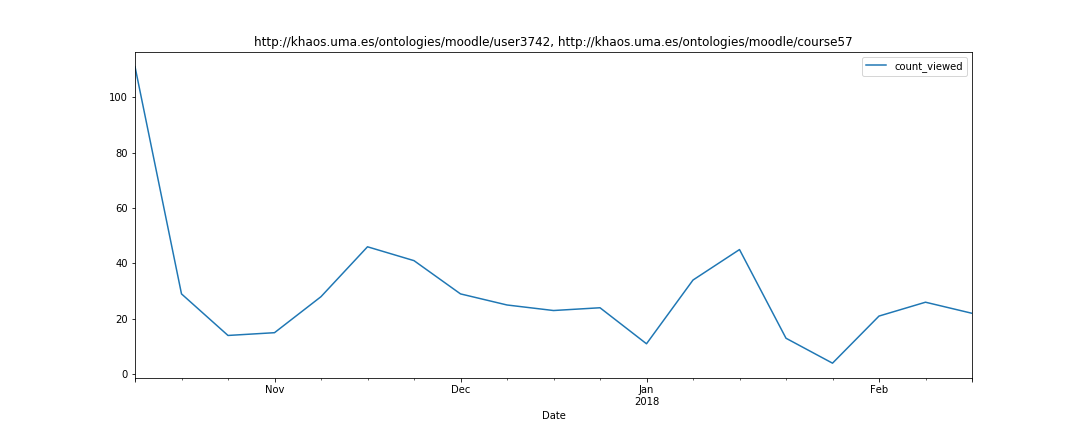 http://khaos.uma.es/ontologies/moodle/user3742, http://khaos.uma.es/ontologies/moodle/course57
count_viewed
100
80
60
40
20
0
Nov
Dec
Jan
2018
Feb
Date